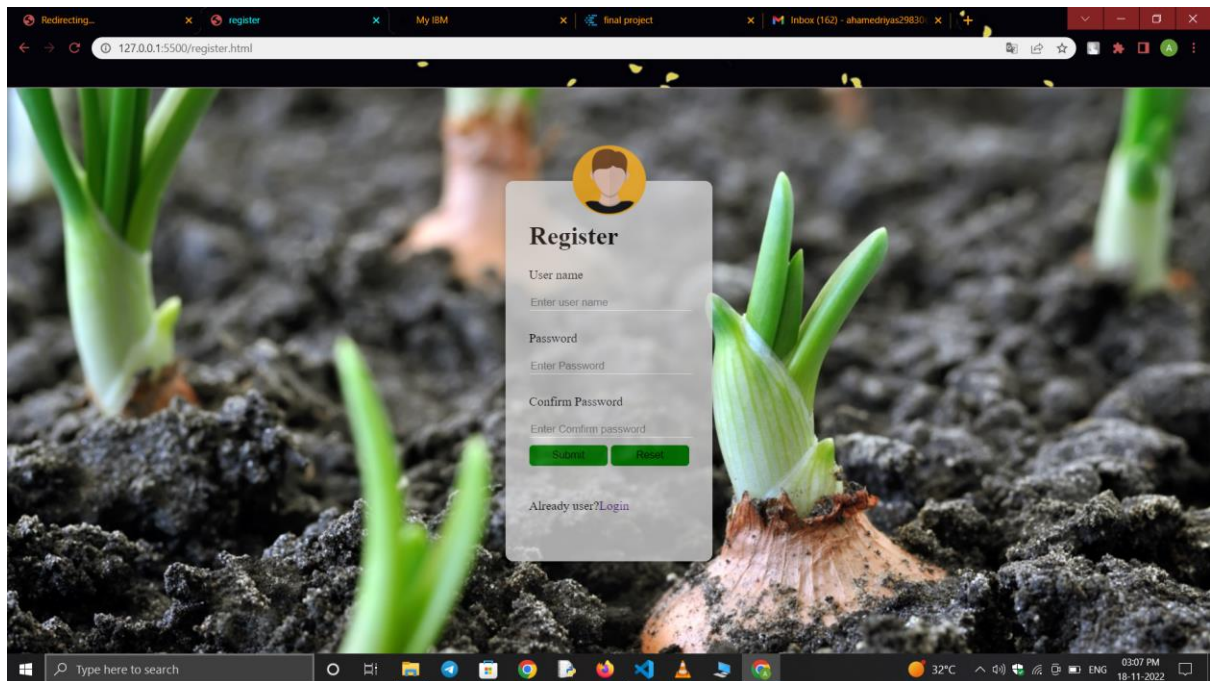 Redirecting...
register
My IBM
final project
Inbox (162) - ahamedriyas29830
127.0.0.1:5500/register.html
A
Register
User name
Enter user name
Password
Enter Password
Confirm Password
Enter Comfirm password
Submit Reset
Already user?Login
Type here to search
32°C
ENG
03:07 PM
18-11-2022